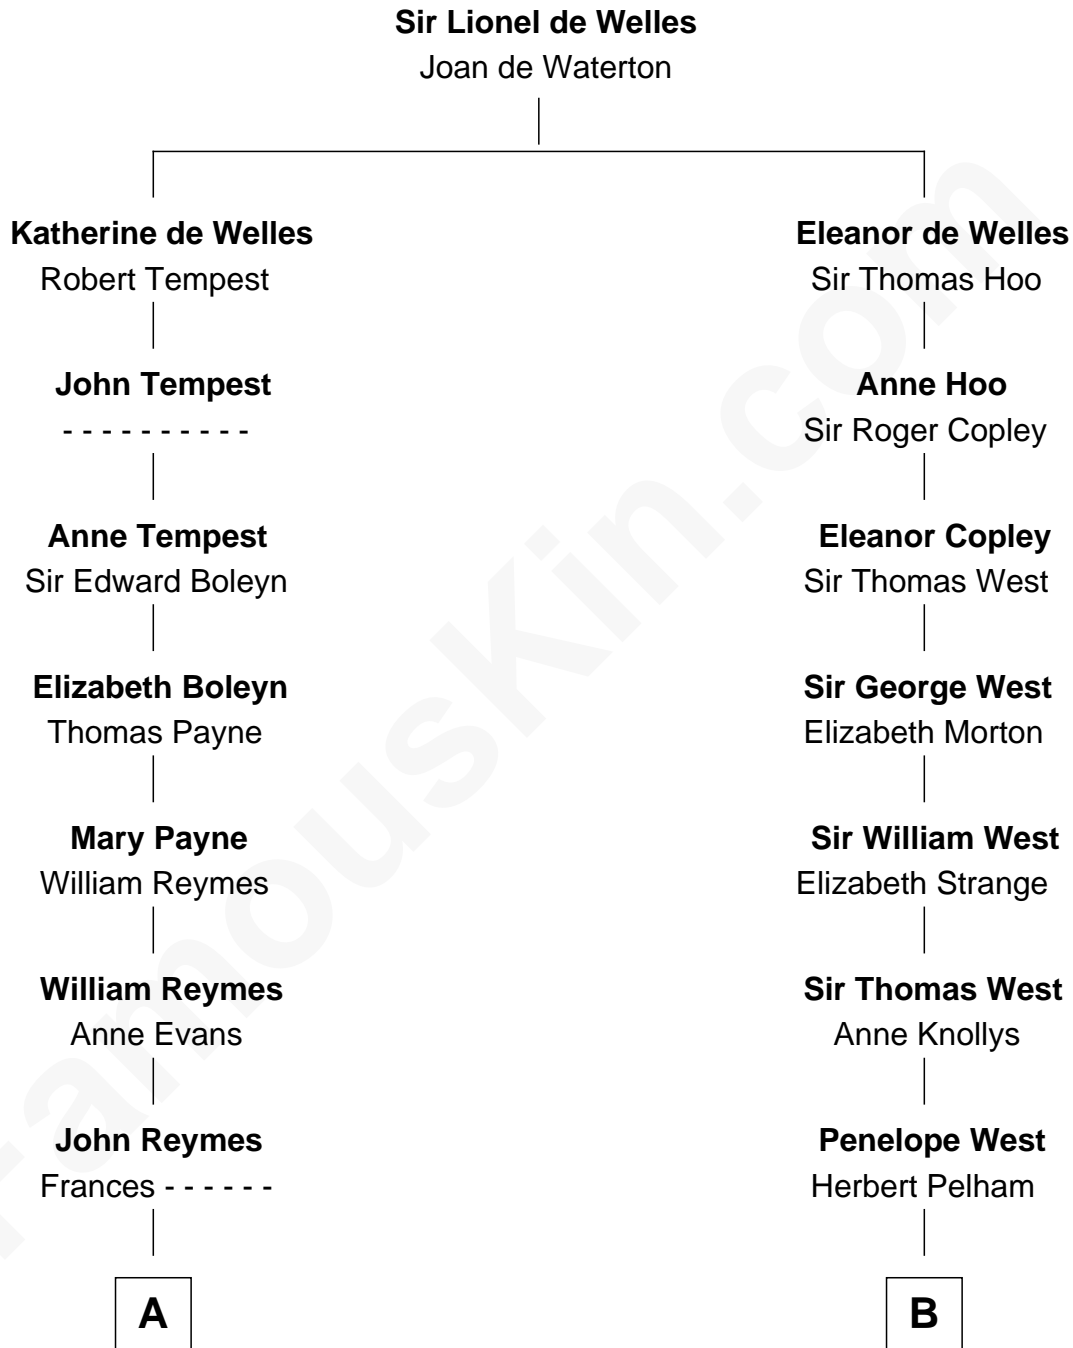 Sir Lionel de Welles
Joan de Waterton
Katherine de Welles
Robert Tempest
Eleanor de Welles
Sir Thomas Hoo
John Tempest
- - - - - - - - - -
Anne Hoo
Sir Roger Copley
Anne Tempest
Sir Edward Boleyn
Eleanor Copley
Sir Thomas West
Elizabeth Boleyn
Thomas Payne
Sir George West
Elizabeth Morton
Mary Payne
William Reymes
Sir William West
Elizabeth Strange
William Reymes
Anne Evans
Sir Thomas West
Anne Knollys
John Reymes
Frances - - - - - -
Penelope West
Herbert Pelham
A
B
FamousKin.com